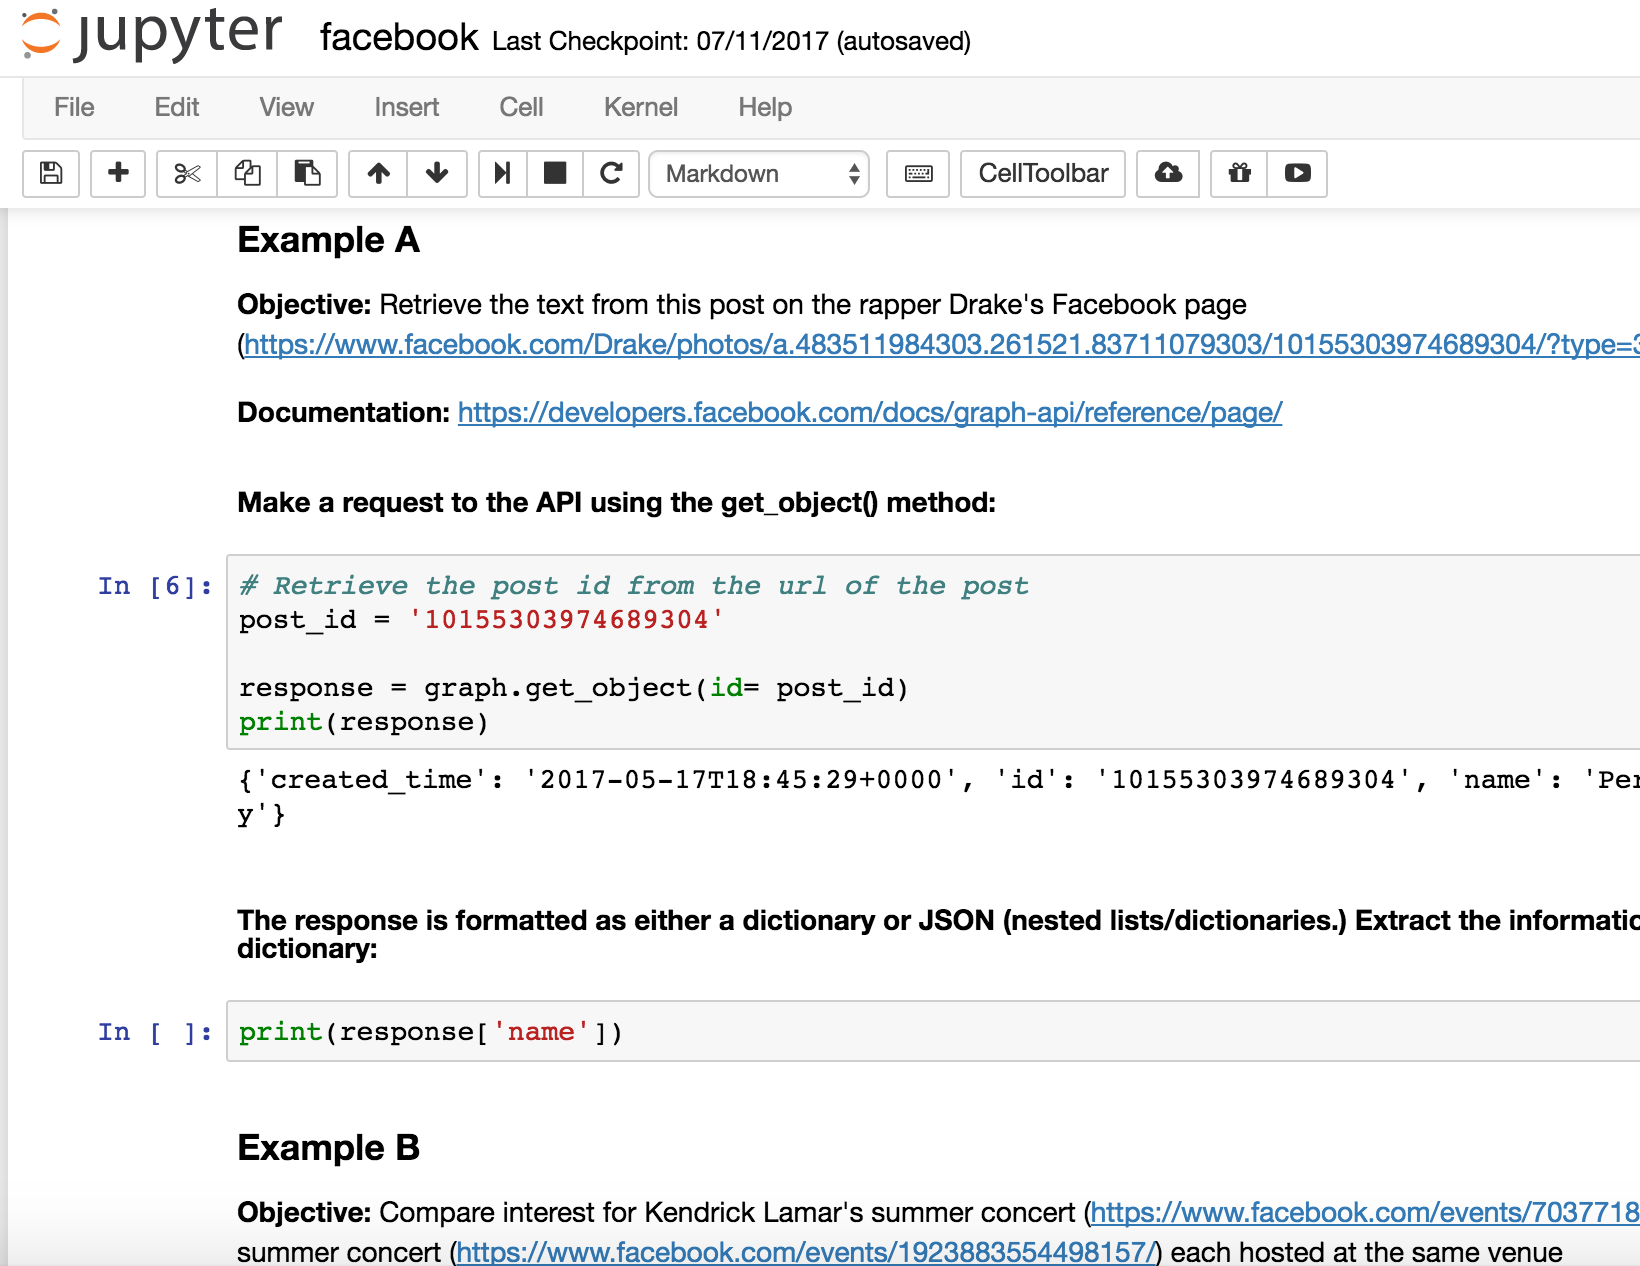 jupyter facebook Last Checkpoint: 07/11/2017 (autosaved)
File Edit View Insert Cell Kernel Help
Markdown CellToolbar
Example A
Objective: Retrieve the text from this post on the rapper Drake's Facebook page
(https://www.facebook.com/Drake/photos/a.483511984303.261521.83711079303/10155303974689304/?type=3
Documentation: https://developers.facebook.com/docs/graph-api/reference/page/
Make a request to the API using the get_object() method:
In [6]: # Retrieve the post id from the url of the post
post_id = '10155303974689304'
response = graph.get_object(id= post_id)
print(response)
{'created_time': '2017-05-17T18:45:29+0000', 'id': '10155303974689304', 'name': 'Per
y'}
The response is formatted as either a dictionary or JSON (nested lists/dictionaries.) Extract the informatio
dictionary:
In [ ]: print(response['name'])
Example B
Objective: Compare interest for Kendrick Lamar's summer concert (https://www.facebook.com/events/7037718
summer concert (https://www.facebook.com/events/1923883554498157/) each hosted at the same venue